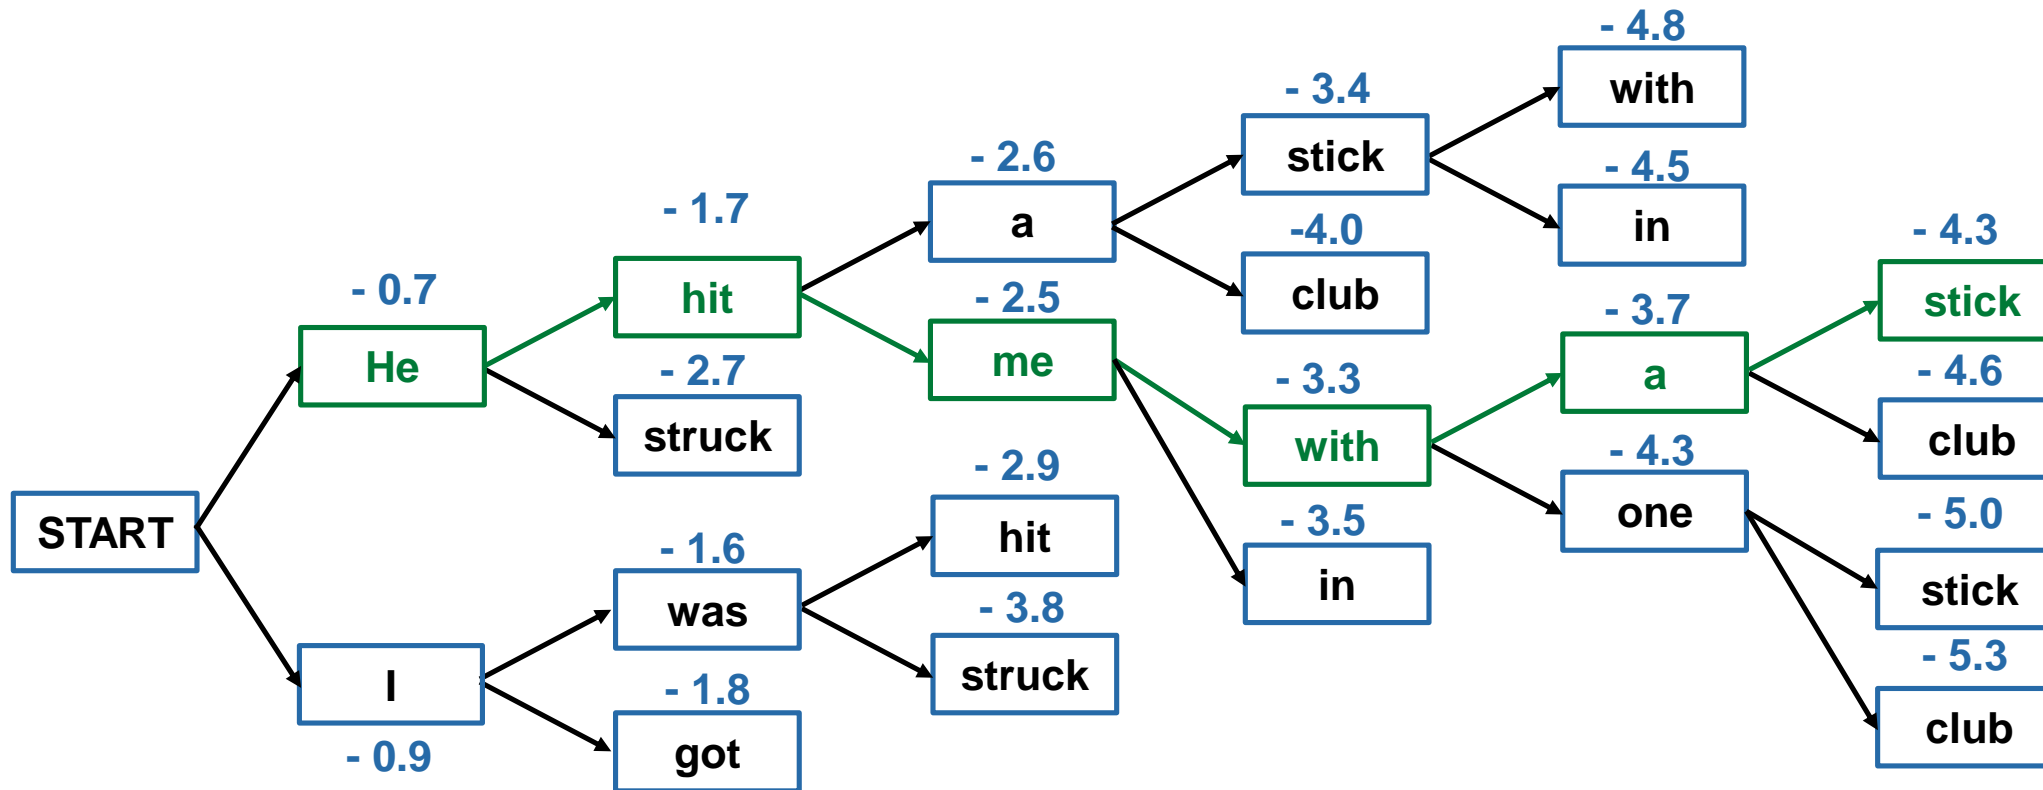 START
- 0.7
He
I
- 0.9
- 1.7
hit
- 2.7
struck
- 1.6
was
- 1.8
got
- 2.6
a
- 2.5
me
- 2.9
hit
- 3.8
struck
- 3.4
stick
-4.0
club
- 3.3
with
- 3.5
in
- 4.8
with
- 4.5
in
- 3.7
a
- 4.3
one
- 4.3
stick
- 4.6
club
- 5.0
stick
- 5.3
club